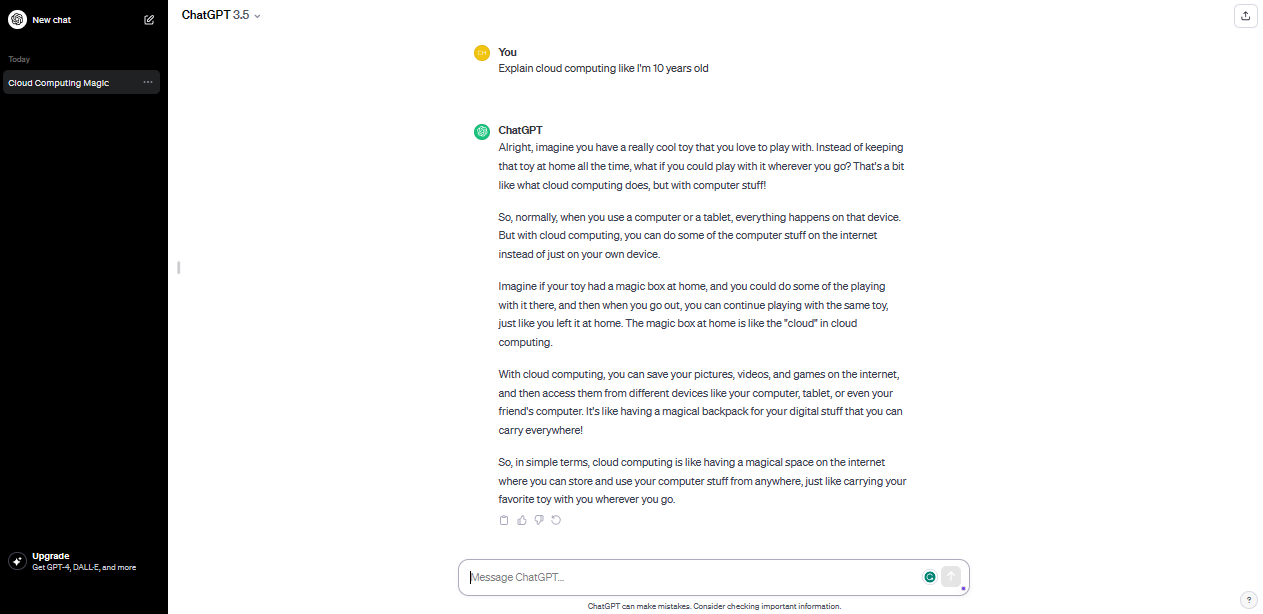 New chat
Today
Cloud Computing Magic
Upgrade
Get GPT-4, DALL·E, and more
ChatGPT 3.5
CH
You
Explain cloud computing like I'm 10 years old
ChatGPT
Alright, imagine you have a really cool toy that you love to play with. Instead of keeping
that toy at home all the time, what if you could play with it wherever you go? That's a bit
like what cloud computing does, but with computer stuff!
So, normally, when you use a computer or a tablet, everything happens on that device.
But with cloud computing, you can do some of the computer stuff on the internet
instead of just on your own device.
Imagine if your toy had a magic box at home, and you could do some of the playing
with it there, and then when you go out, you can continue playing with the same toy,
just like you left it at home. The magic box at home is like the "cloud" in cloud
computing.
With cloud computing, you can save your pictures, videos, and games on the internet,
and then access them from different devices like your computer, tablet, or even your
friend's computer. It's like having a magical backpack for your digital stuff that you can
carry everywhere!
So, in simple terms, cloud computing is like having a magical space on the internet
where you can store and use your computer stuff from anywhere, just like carrying your
favorite toy with you wherever you go.
Message ChatGPT...
ChatGPT can make mistakes. Consider checking important information.
?